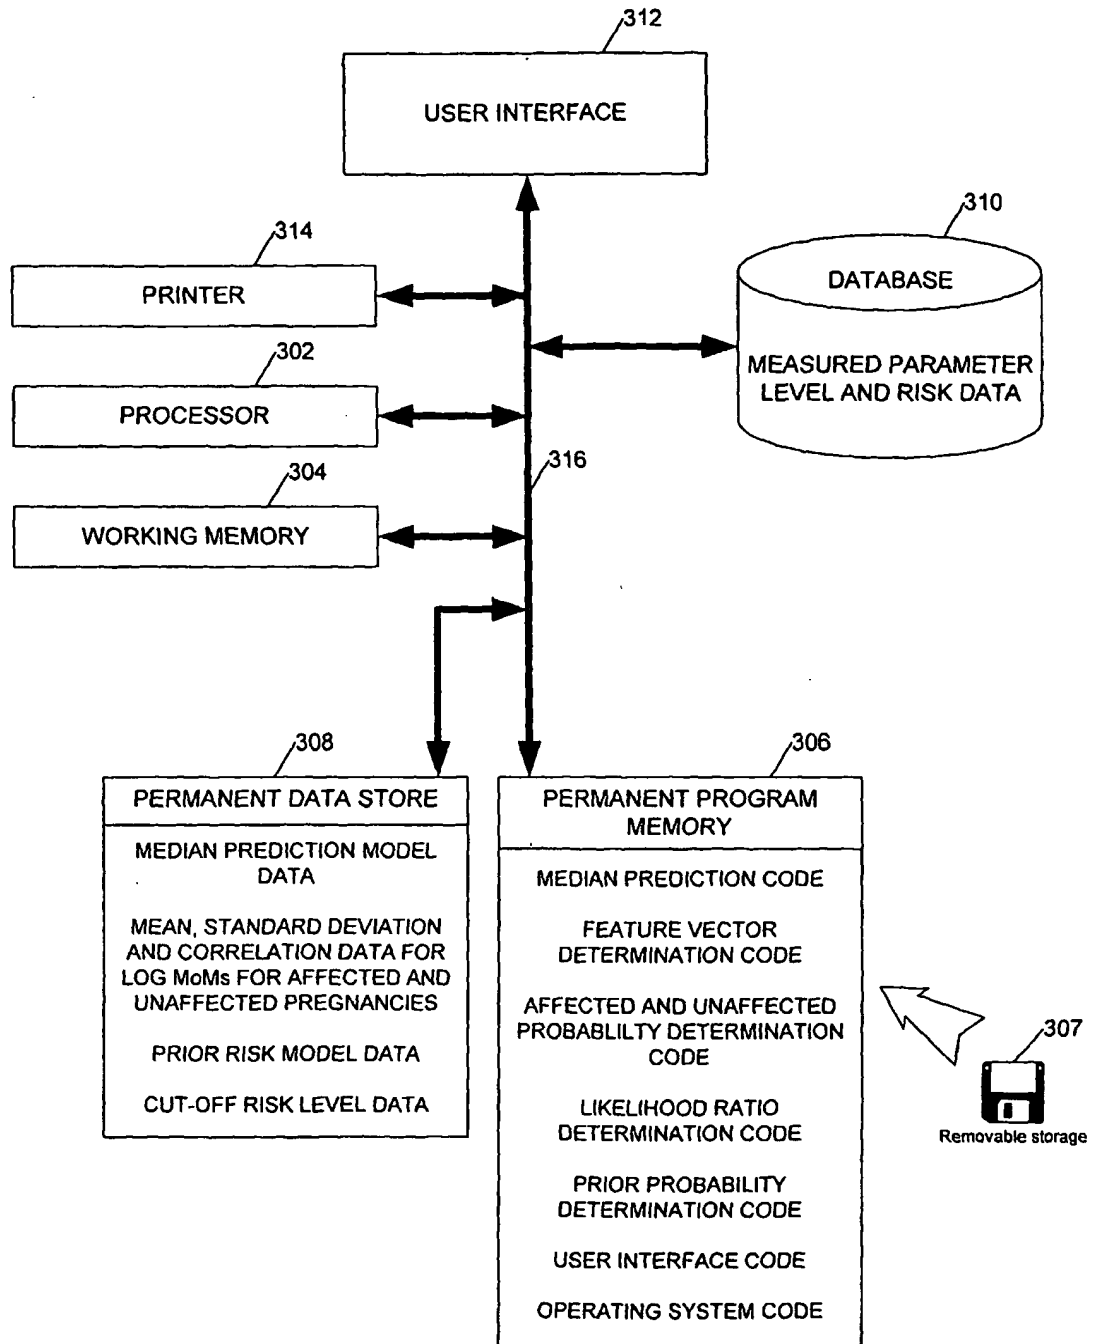 312
USER INTERFACE
310
314
DATABASE
PRINTER
MEASURED PARAMETER
LEVEL AND RISK DATA
302
PROCESSOR
316
304
WORKING MEMORY
308
PERMANENT DATA STORE
MEDIAN PREDICTION MODEL
DATA
MEAN, STANDARD DEVIATION
AND CORRELATION DATA FOR
LOG MoMs FOR AFFECTED AND
UNAFFECTED PREGNANCIES
PRIOR RISK MODEL DATA
CUT-OFF RISK LEVEL DATA
306
PERMANENT PROGRAM
MEMORY
MEDIAN PREDICTION CODE
FEATURE VECTOR
DETERMINATION CODE
AFFECTED AND UNAFFECTED
PROBABLILTY DETERMINATION
CODE
LIKELIHOOD RATIO
DETERMINATION CODE
PRIOR PROBABILITY
DETERMINATION CODE
USER INTERFACE CODE
OPERATING SYSTEM CODE
307
Removable storage